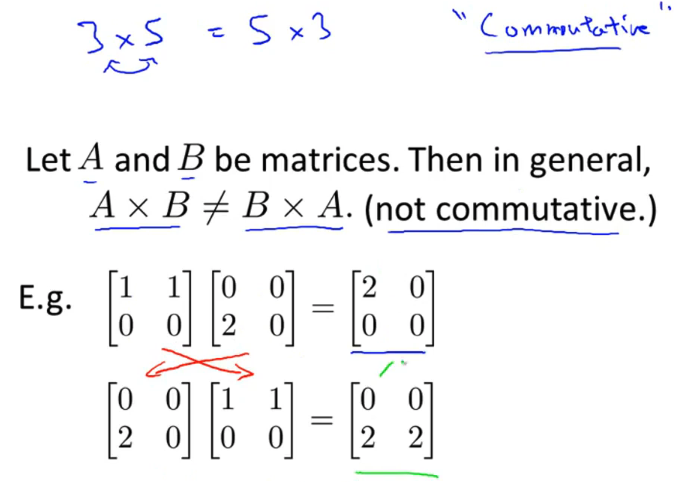 3 × 5 = 5 × 3 "Commutative".
Let A and B be matrices. Then in general,
A × B ≠ B × A. (not commutative.)
E.g. [1 1] [0 0] = [2 0]
[0 0] [2 0] [0 0]
[0 0] [1 1] = [0 0]
[2 0] [0 0] [2 2]